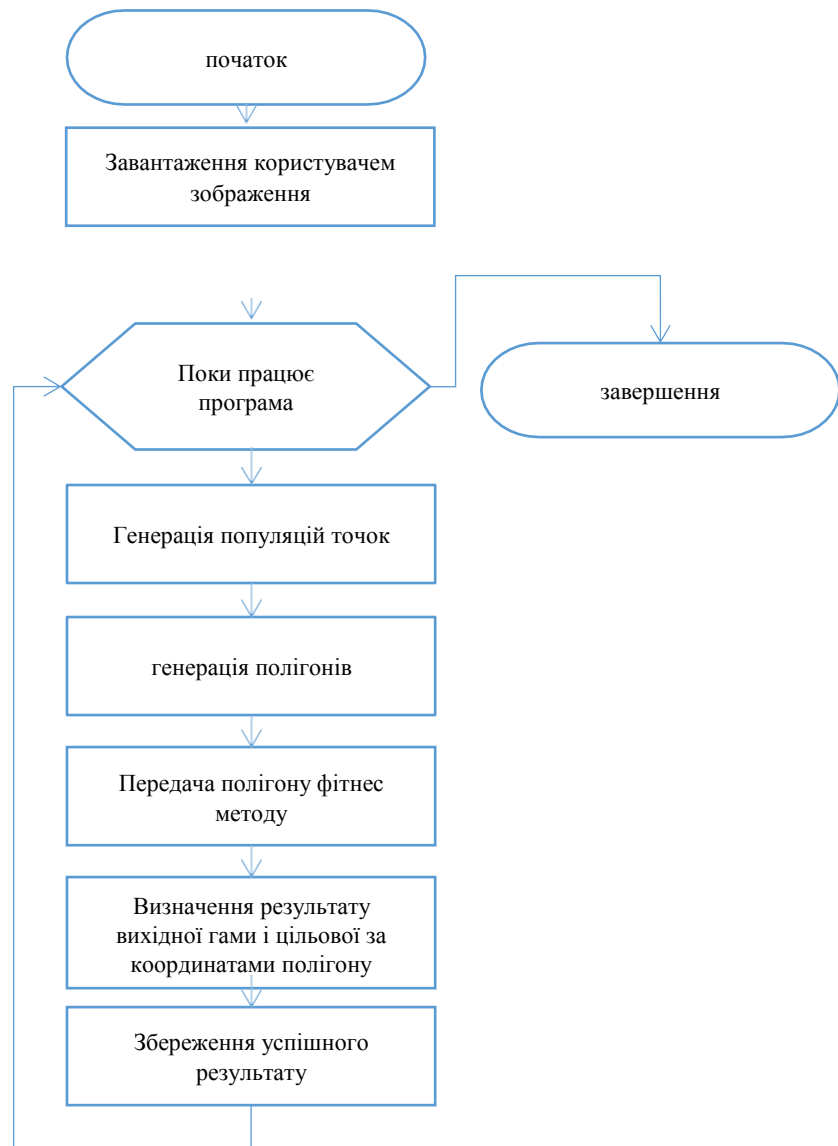 початок
Завантаження користувачем
зображення
Поки працює
програма
завершення
Генерація популяцій точок
генерація полігонів
Передача полігону фітнес
методу
Визначення результату
вихідної гами і цільової за
координатами полігону
Збереження успішного
результату